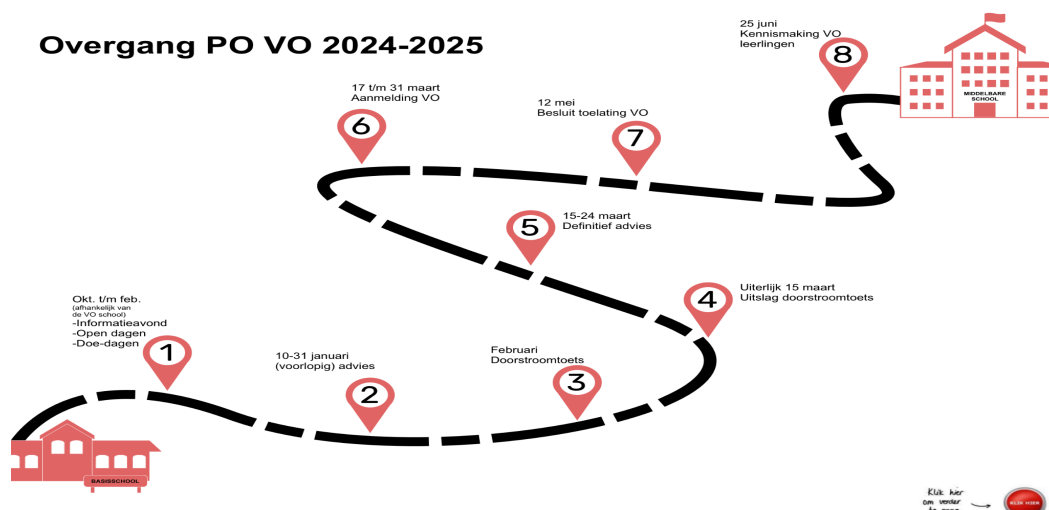 Overgang PO VO 2024-2025
25 juni
Kennismaking VO
leerlingen
8
MIDDELBARE
SCHOOL
17 t/m 31 maart
Aanmelding VO
6
12 mei
Besluit toelating VO
7
15-24 maart
Definitief advies
5
Uiterlijk 15 maart
Uitslag doorstroomtoets
4
Okt. t/m feb.
(afhankelijk van
de VO school)
-Informatieavond
-Open dagen
-Doe-dagen
1
10-31 januari
(voorlopig) advies
2
Februari
Doorstroomtoets
3
BASISSCHOOL
Klik hier
om verder
KLIK HIER